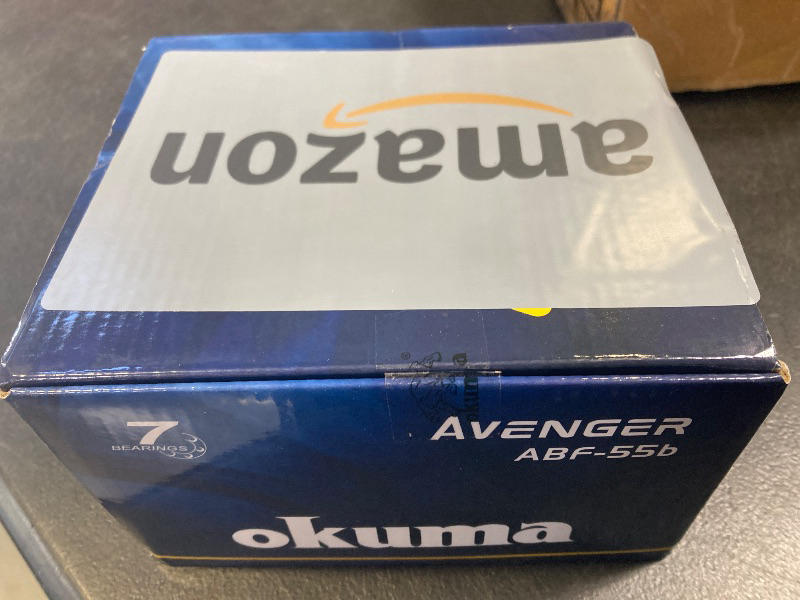 amazon
7
BEARINGS
AVENGER
ABF-55b
okuma